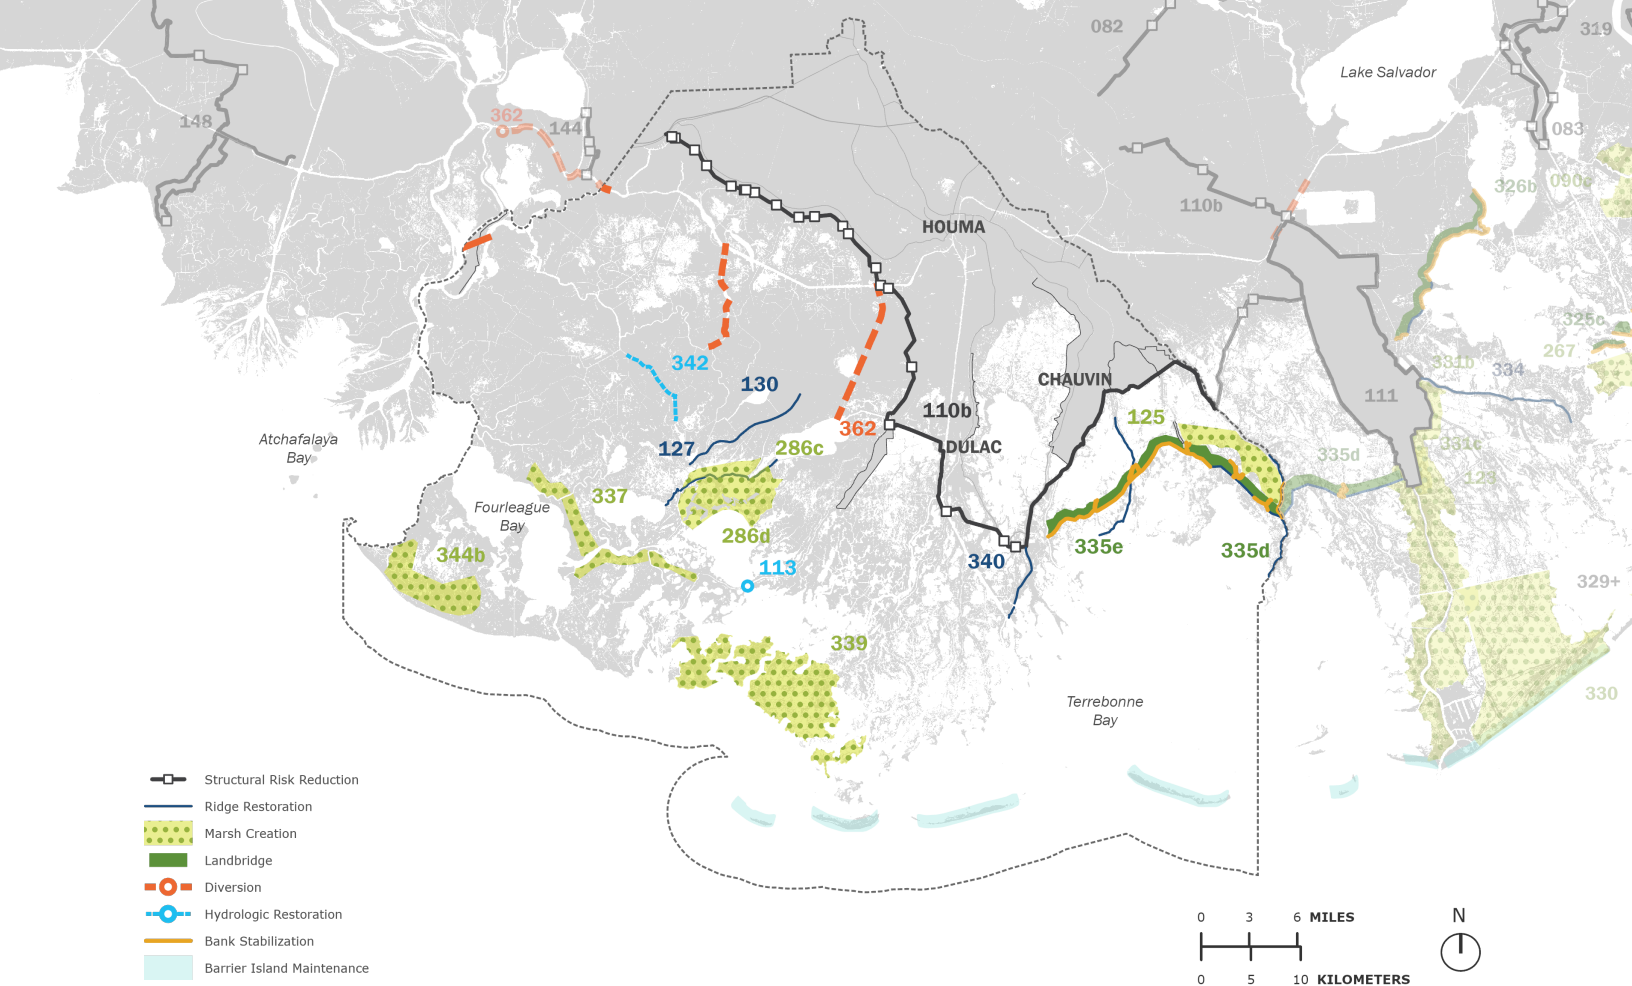 082
319
Lake Salvador
362
148
144
083
326b
090c
110b
HOUMA
325c
331b
267
334
342
130
CHAUVIN
111
110b
125
362
Atchafalaya
Bay
127
286c
DULAC
335d
331c
123
337
Fourleague
Bay
286d
344b
113
340
335e
335d
329+
339
330
Terrebonne
Bay
Structural Risk Reduction
Ridge Restoration
Marsh Creation
Landbridge
Diversion
Hydrologic Restoration
Bank Stabilization
Barrier Island Maintenance
0 3 6 MILES
0 5 10 KILOMETERS
N